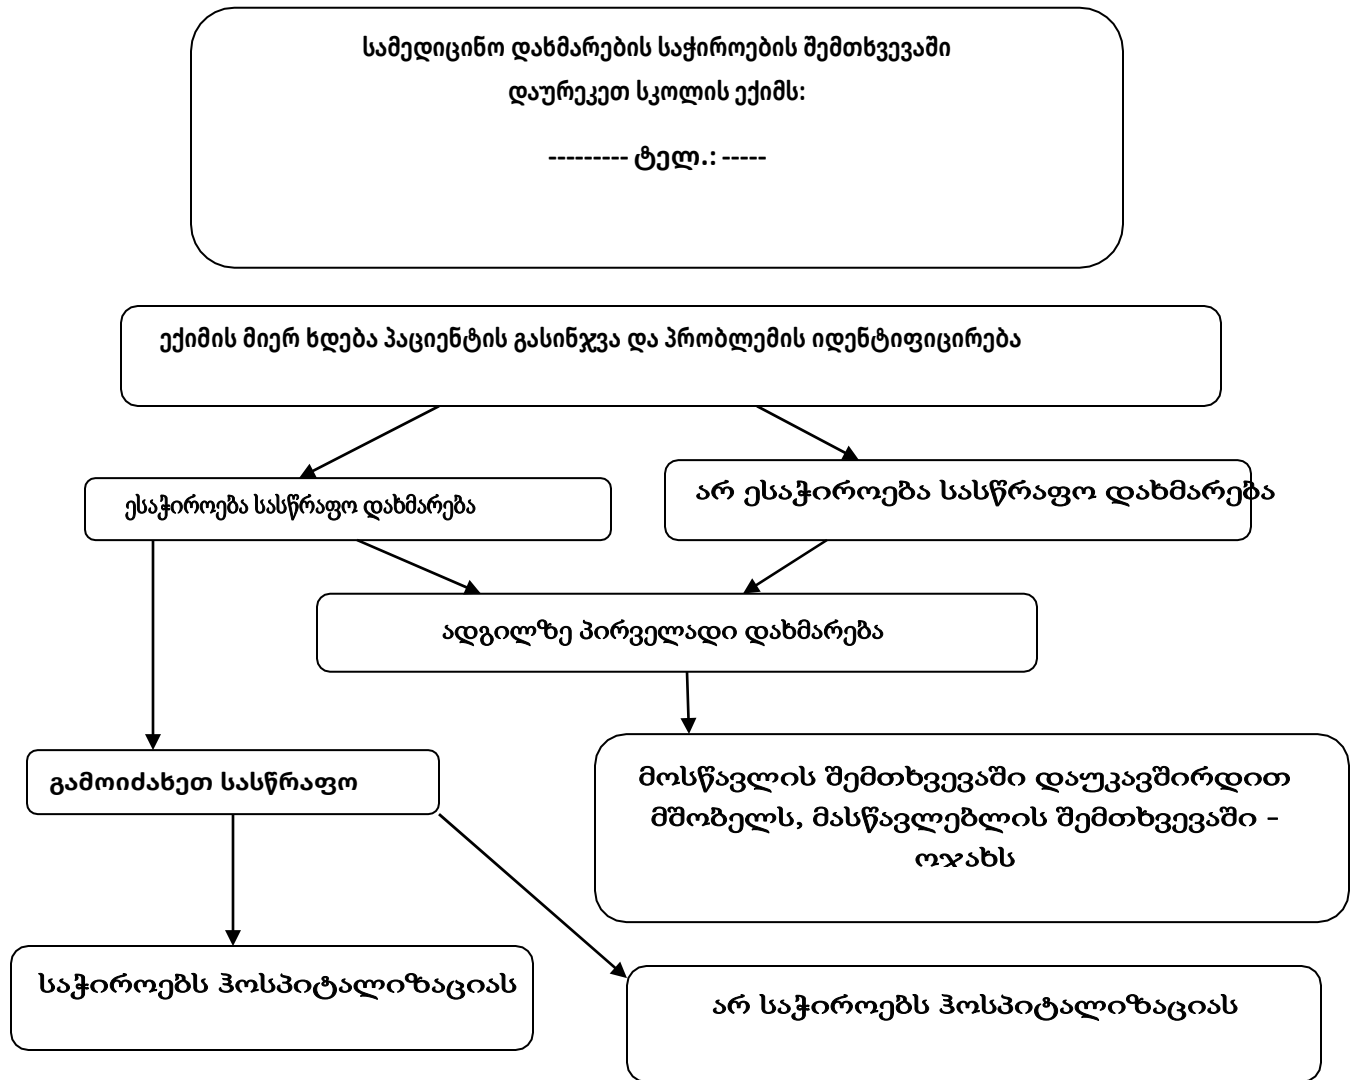 სამედიცინო დახმარების საჭიროების შემთხვევაში
დაურეკეთ სკოლის ექიმს:
--------- ტელ.: -----
ექიმის მიერ ხდება პაციენტის გასინჯვა და პრობლემის იდენტიფიცირება
ესაჭიროება სასწრაფო დახმარება
არ ესაჭიროება სასწრაფო დახმარება
ადგილზე პირველადი დახმარება
გამოიძახეთ სასწრაფო
მოსწავლის შემთხვევაში დაუკავშირდით
მშობელს, მასწავლებლის შემთხვევაში –
ოჯახს
საჭიროებს ჰოსპიტალიზაციას
არ საჭიროებს ჰოსპიტალიზაციას